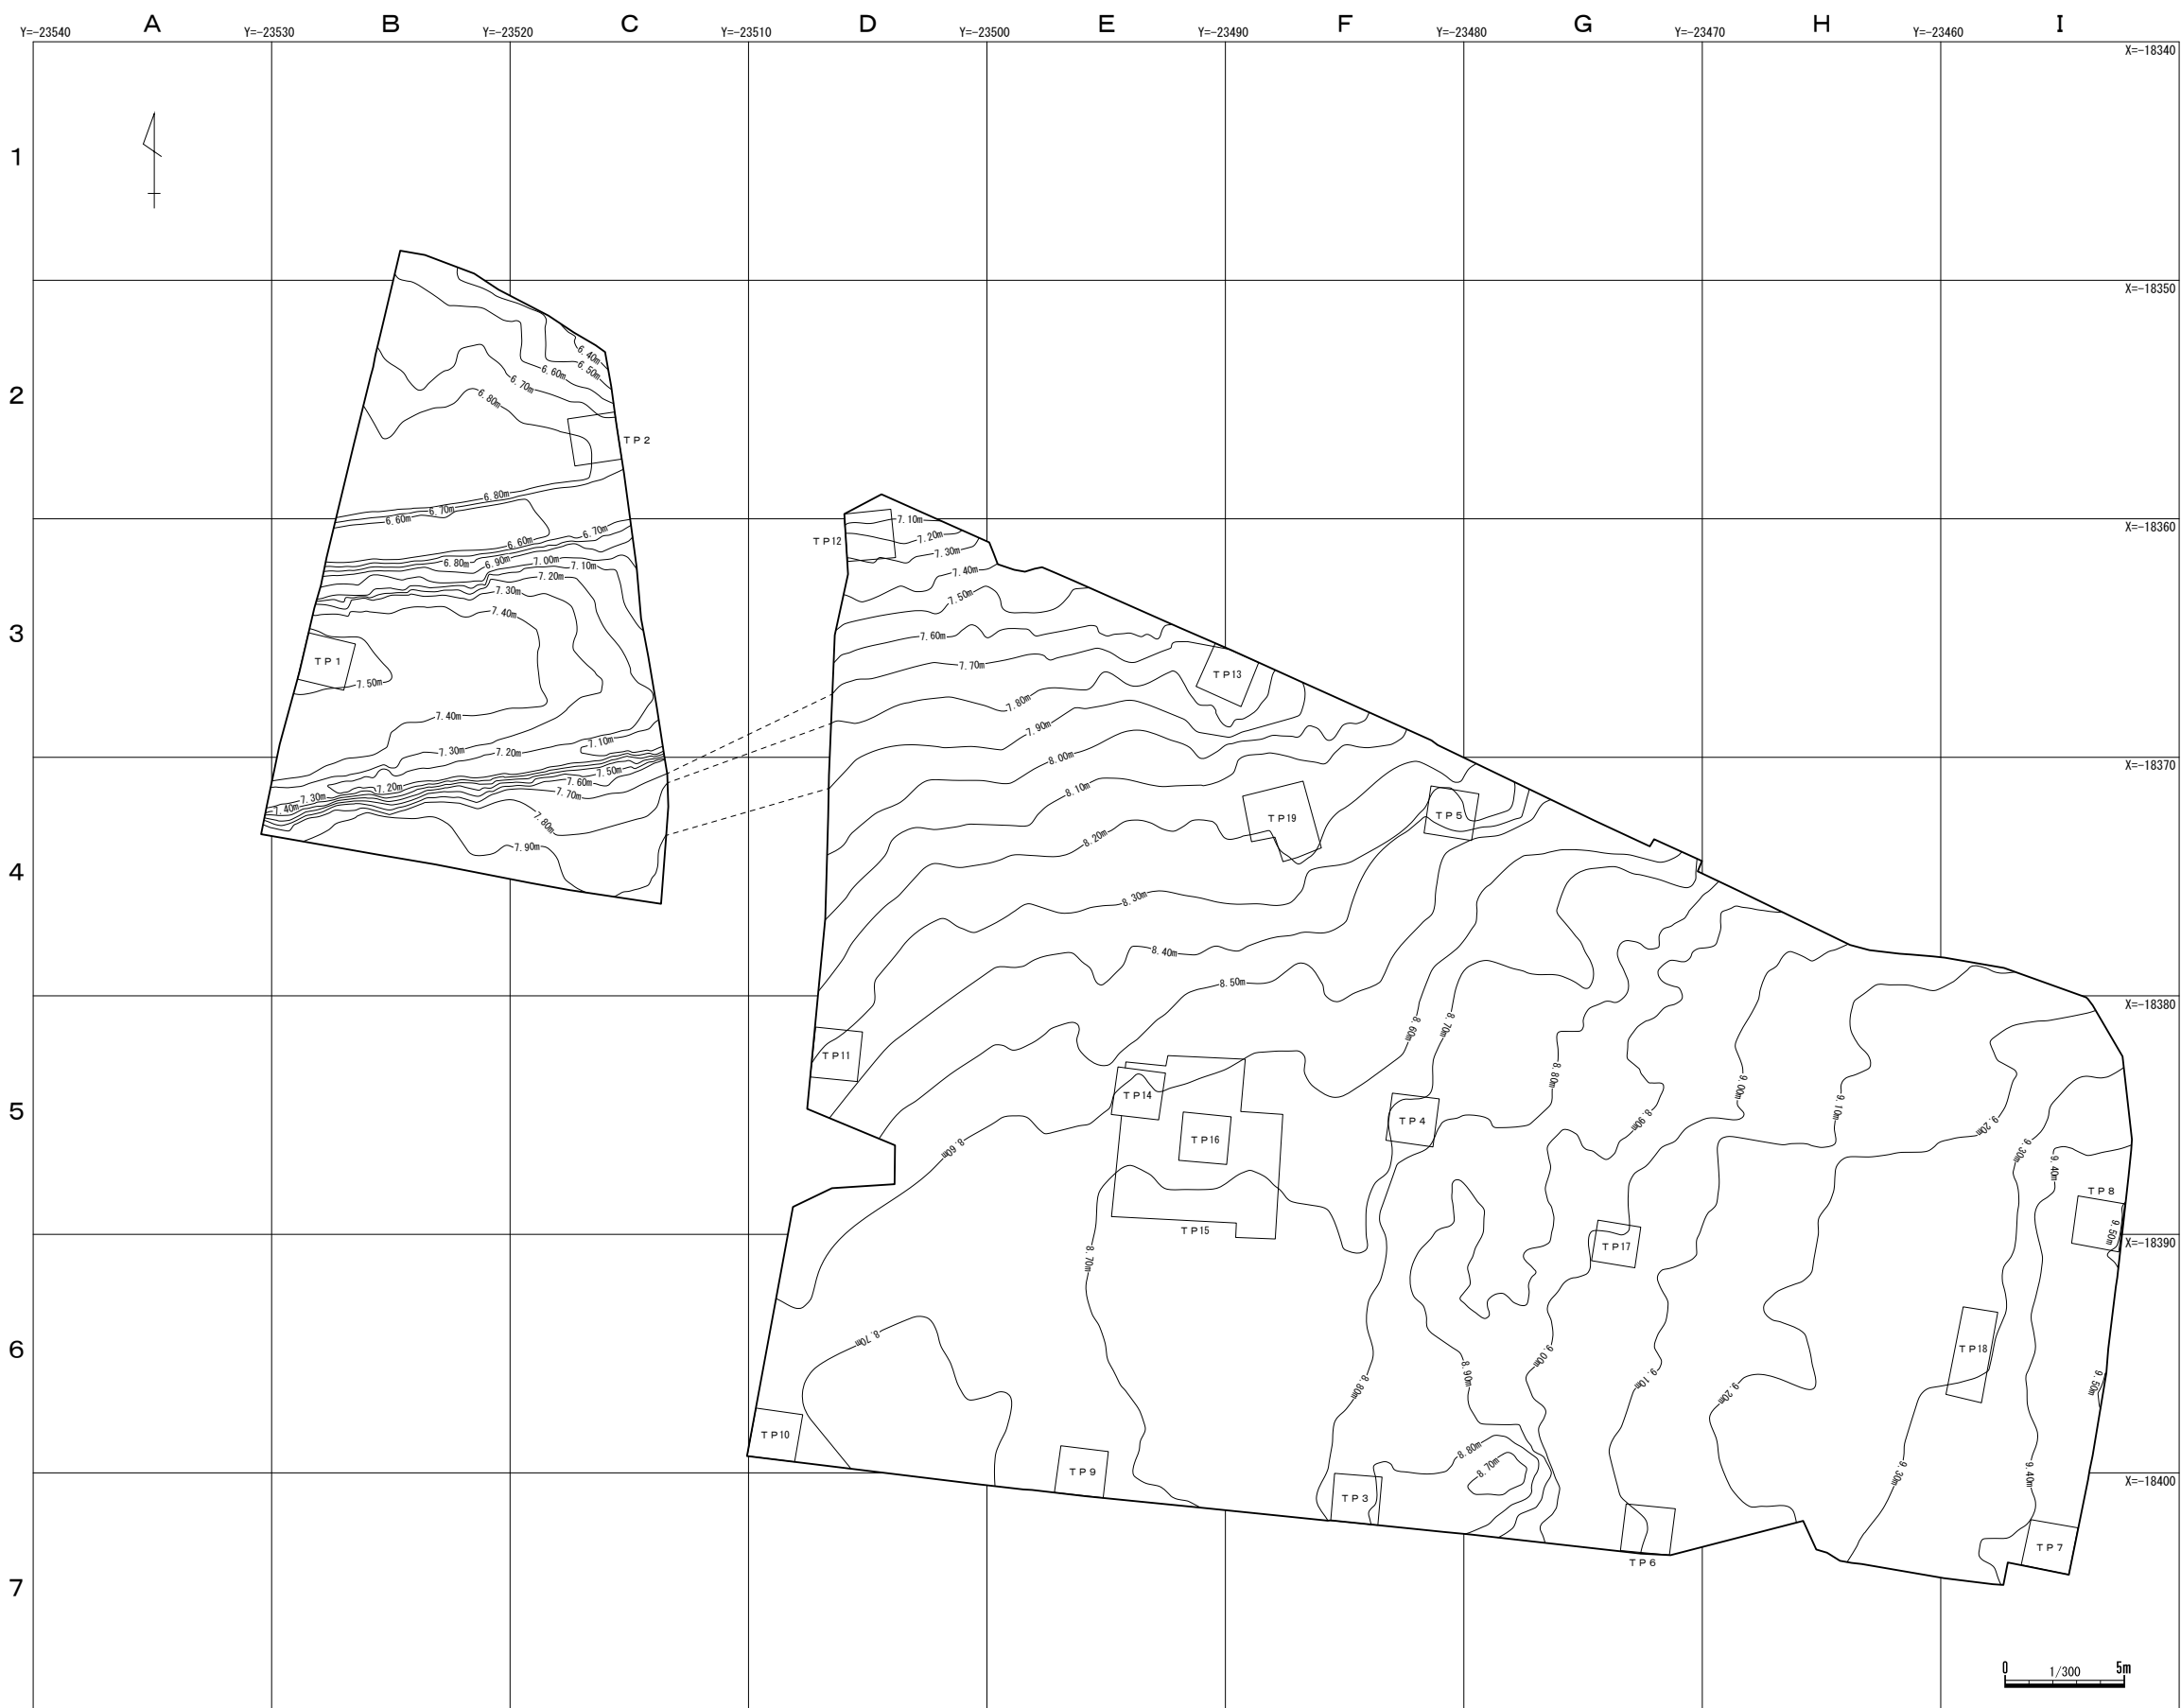 A B C D E F G H I
Y=-23540 Y=-23530 Y=-23520 Y=-23510 Y=-23500 Y=-23490 Y=-23480 Y=-23470 Y=-23460
X=-18340
1
X=-18350
6.40m
6.50m
6.60m
6.70m
2
6.80m
TP2
6.80m
6.70m
6.60m
7.10m
X=-18360
6.70m
7.20m
TP12
6.60m
7.30m
6.80m
6.90m
7.00m
7.10m
7.20m
7.40m
7.30m
7.50m
7.40m
3
7.60m
TP1
7.70m
TP13
7.50m
7.80m
7.40m
7.90m
7.10m
7.30m
7.20m
8.00m
X=-18370
7.50m
7.60m
7.20m
8.10m
7.70m
7.30m
7.40m
TP5
TP19
7.80m
8.20m
7.90m
4
8.30m
8.40m
8.50m
X=-18380
8.60m
8.70m
TP11
8.80m
9.00m
TP14
9.10m
5
TP4
8.90m
9.20m
TP16
8.60m
9.30m
9.40m
TP8
TP15
9.50m
X=-18390
TP17
8.70m
8.70m
6
TP18
9.00m
8.90m
9.10m
8.80m
9.20m
9.50m
TP10
8.80m
8.70m
TP9
9.30m
9.40m
X=-18400
TP3
TP7
TP6
7
0 1/300 5m